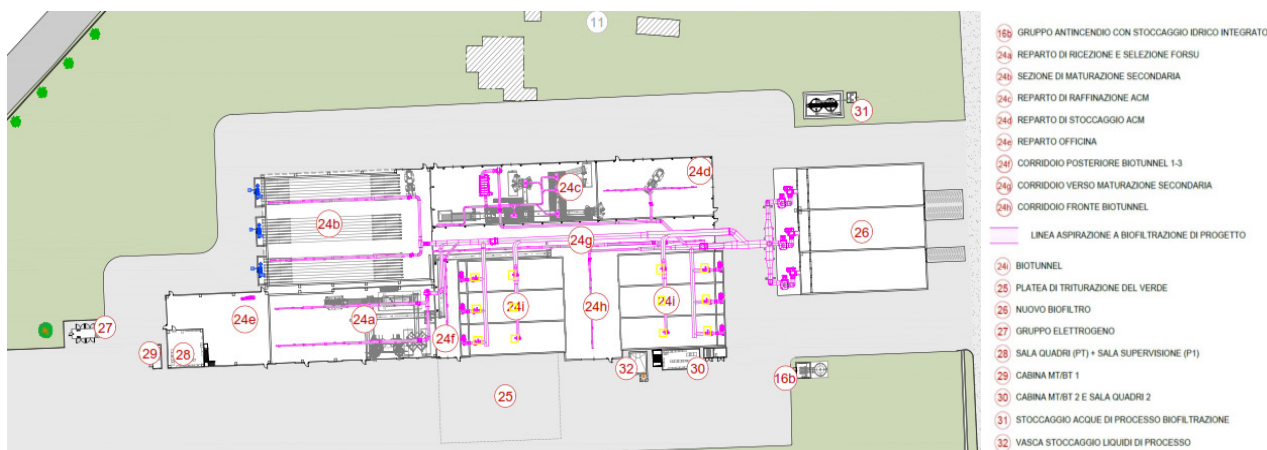 11
31
24d
24c
24b
24g
26
24i
24h
24i
24e
24a
27
24f
29
28
32
30
16b
25
16b GRUPPO ANTINCENDIO CON STOCCAGGIO IDRICO INTEGRATO
24a REPARTO DI RICEZIONE E SELEZIONE FORSU
24b SEZIONE DI MATURAZIONE SECONDARIA
24c REPARTO DI RAFFINAZIONE ACM
24d REPARTO DI STOCCAGGIO ACM
24e REPARTO OFFICINA
24f CORRIDOIO POSTERIORE BIOTUNNEL 1-3
24g CORRIDOIO VERSO MATURAZIONE SECONDARIA
24h CORRIDOIO FRONTE BIOTUNNEL
LINEA ASPIRAZIONE A BIOFILTRAZIONE DI PROGETTO
24i BIOTUNNEL
25 PLATEA DI TRITURAZIONE DEL VERDE
26 NUOVO BIOFILTRO
27 GRUPPO ELETTROGENO
28 SALA QUADRI (PT) + SALA SUPERVISIONE (P1)
29 CABINA MT/BT 1
30 CABINA MT/BT 2 E SALA QUADRI 2
31 STOCCAGGIO ACQUE DI PROCESSO BIOFILTRAZIONE
32 VASCA STOCCAGGIO LIQUIDI DI PROCESSO